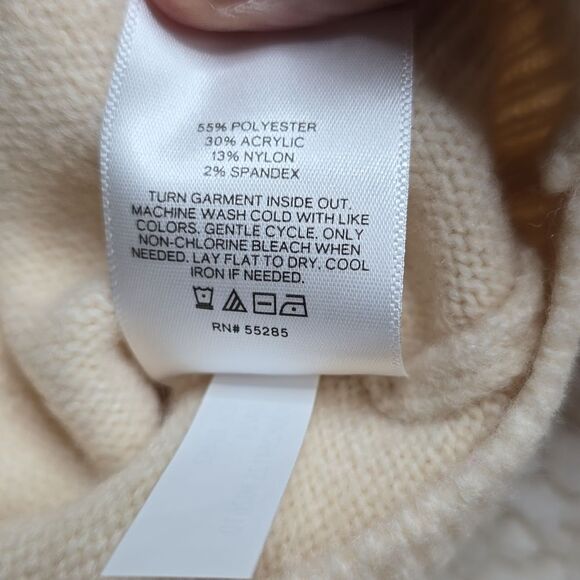 55% POLYESTER
30% ACRYLIC
13% NYLON
2% SPANDEX
TURN GARMENT INSIDE OUT.
MACHINE WASH COLD WITH LIKE
COLORS. GENTLE CYCLE. ONLY
NON-CHLORINE BLEACH WHEN
NEEDED. LAY FLAT TO DRY. COOL
IRON IF NEEDED.
RN# 55285